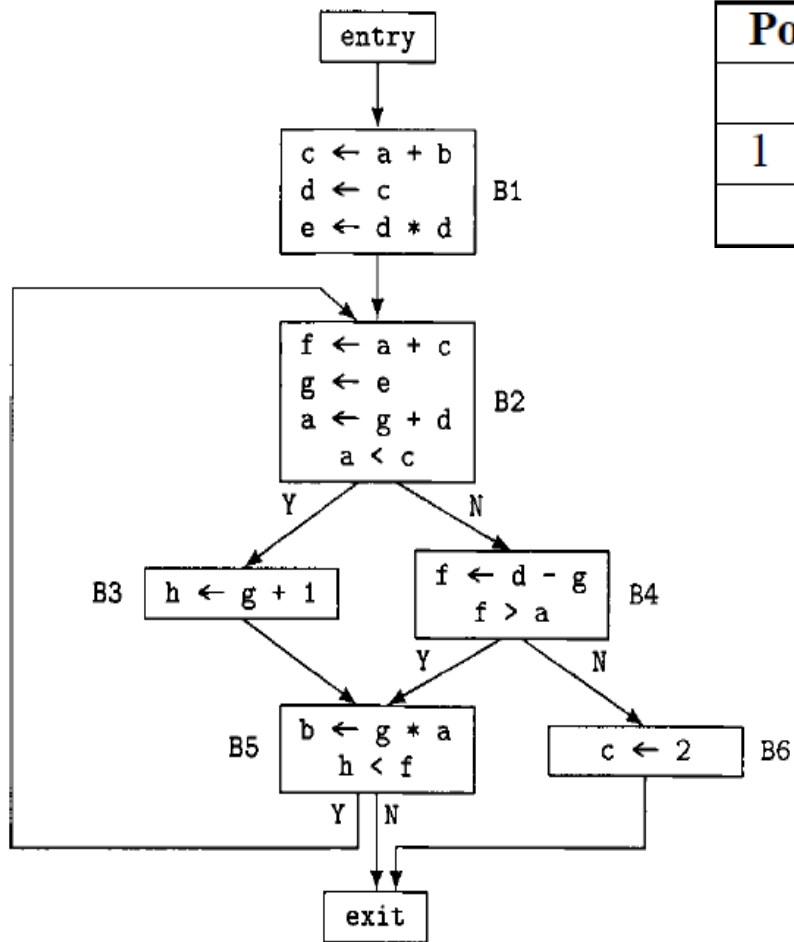 entry
Po
1
c ← a + b
d ← c
e ← d * d
B1
f ← a + c
g ← e
a ← g + d
a < c
B2
Y
N
B3
h ← g + 1
f ← d - g
f > a
B4
Y
N
B5
b ← g * a
h < f
c ← 2
B6
Y
N
exit